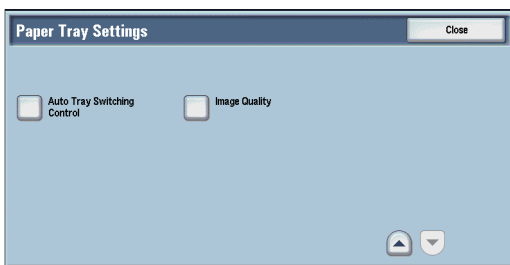 Paper Tray Settings
Close
Auto Tray Switching
Control
Image Quality